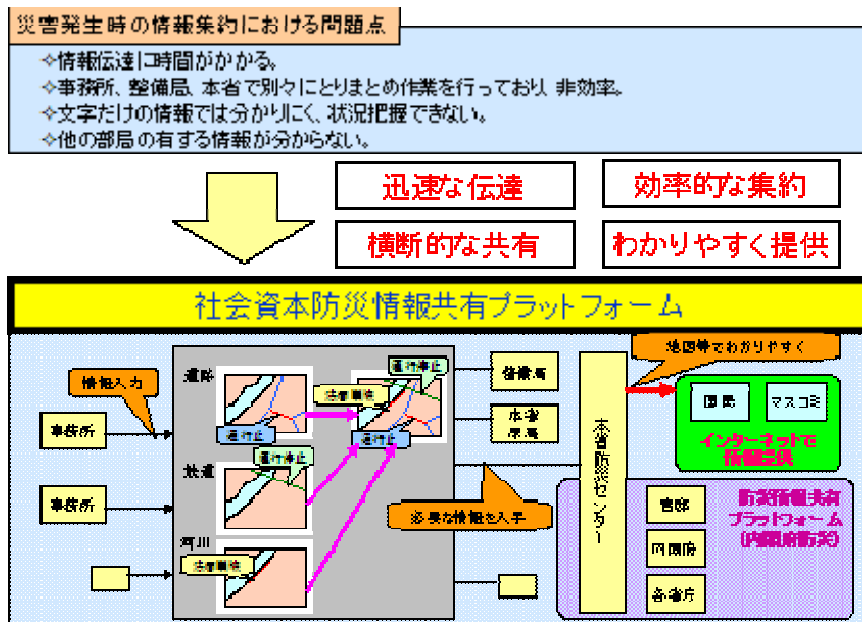 災害発生時の情報集約における問題点
✧情報伝達に時間がかかる。
✧事務所、整備局、本省で別々にとりまとめ作業を行っており、非効率。
✧文字だけの情報では分かりにく、状況把握できない。
✧他の部局の有する情報が分からない。
迅速な伝達
効率的な集約
横断的な共有
わかりやすく提供
社会資本防災情報共有プラットフォーム
地図等でわかりやすく
情報入力
道路
運行停止
法面崩壊
整備局
国民
マスコミ
事務所
通行止
通行止
本省
原局
本省防災センター
インターネットで
情報提供
鉄道
運行停止
事務所
必要な情報を入手
官邸
防災情報共有
プラットフォーム
(内閣府防災)
河川
内閣府
各省庁